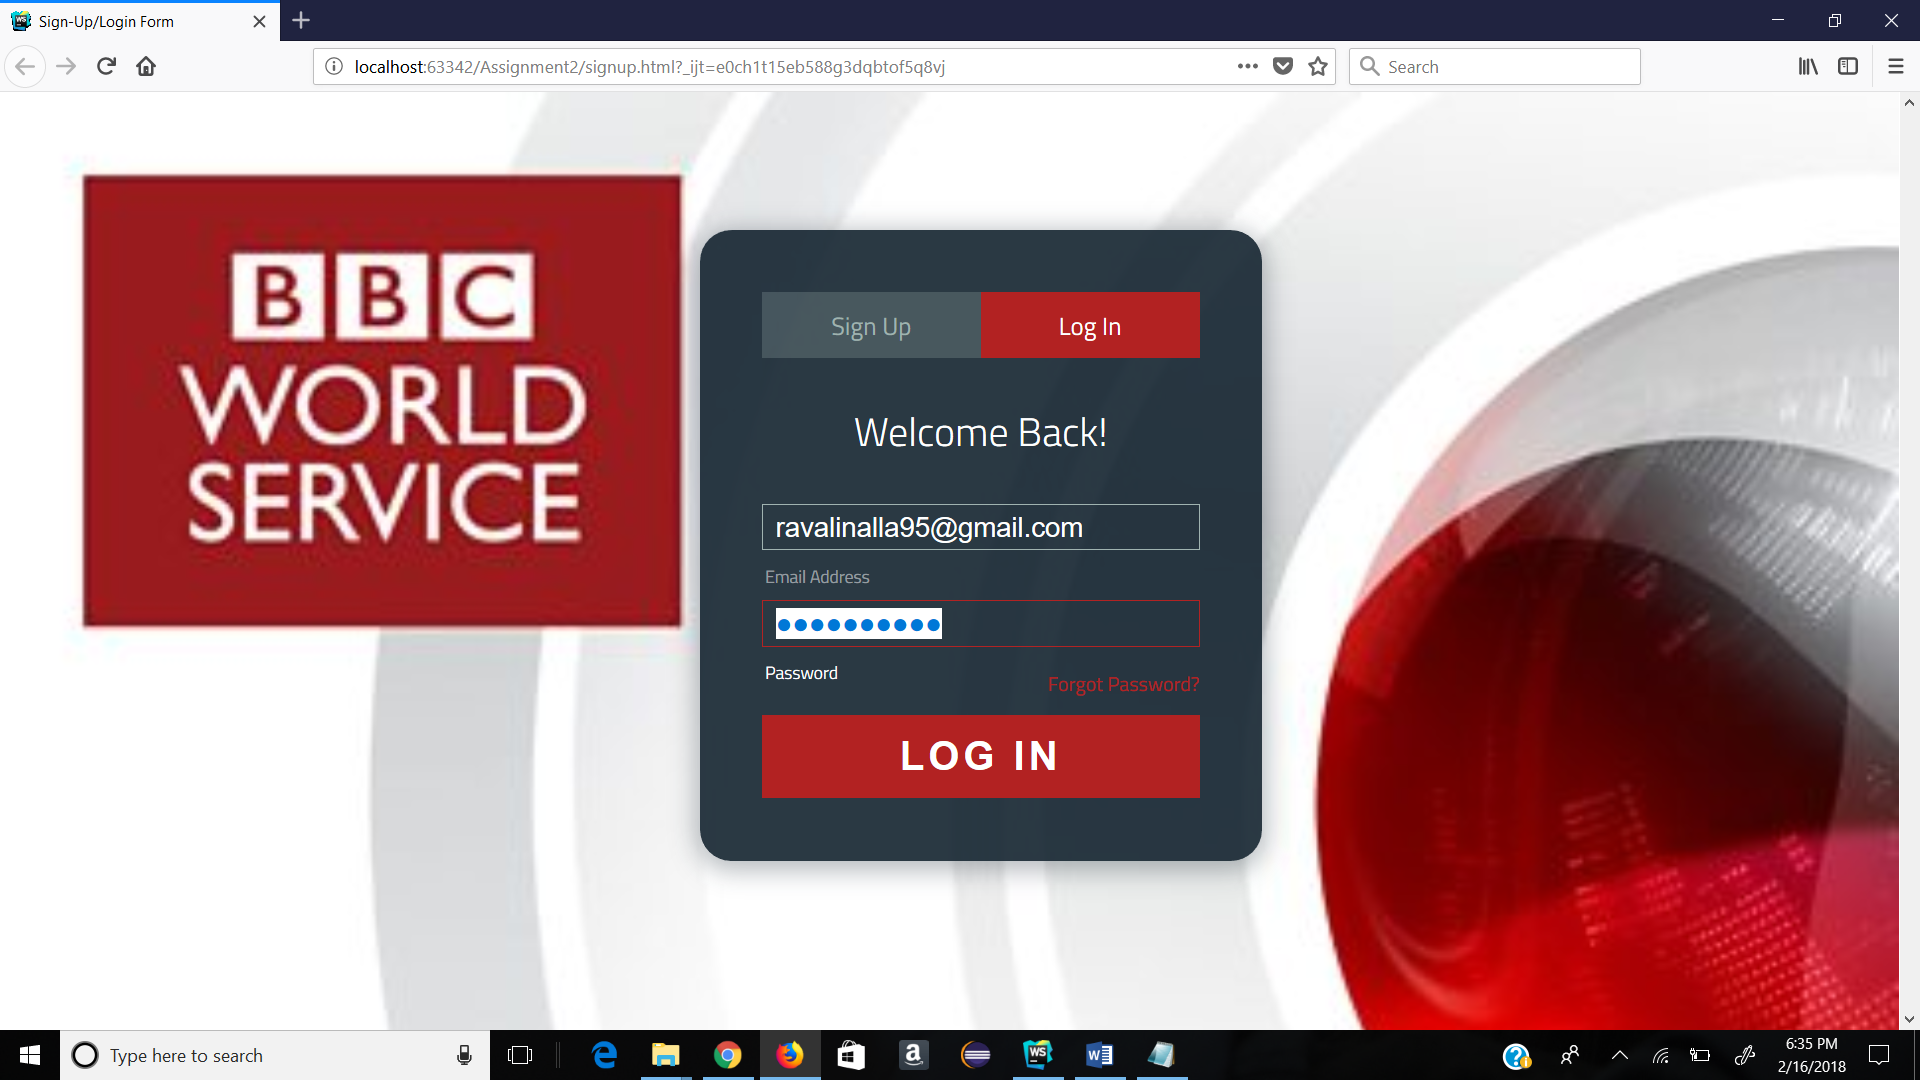 Sign-Up/Login Form
localhost:63342/Assignment2/signup.html?_ijt=e0ch1t15eb588g3dqbtof5q8vj
Search
BBC
WORLD
SERVICE
Sign Up
Log In
Welcome Back!
ravalinalla95@gmail.com
Email Address
●●●●●●●●●●
Password
Forgot Password?
LOG IN
Type here to search
6:35 PM
2/16/2018